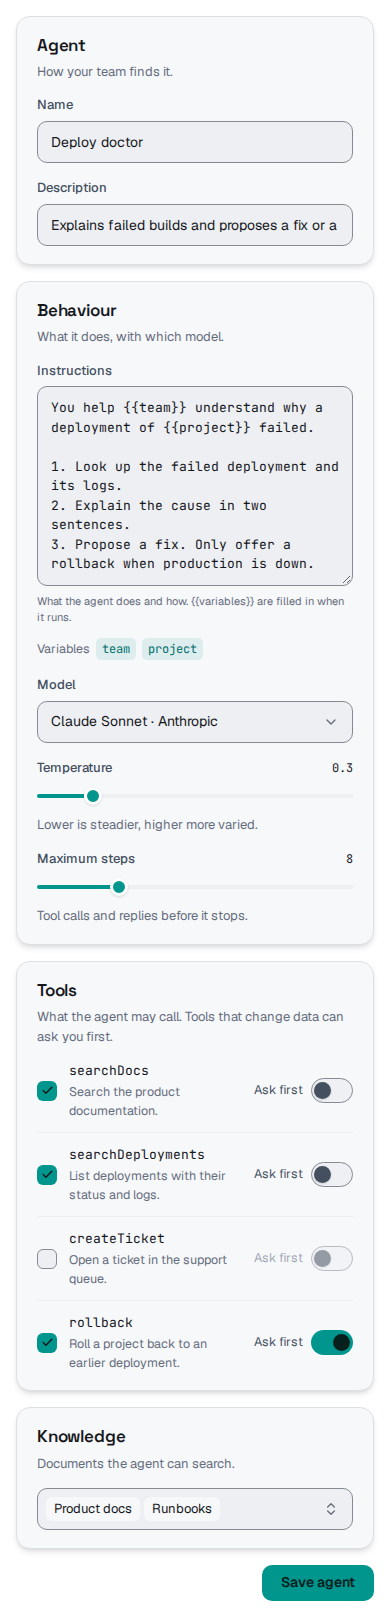 Agent
How your team finds it.
Name
Deploy doctor
Description
Explains failed builds and proposes a fix or a
Behaviour
What it does, with which model.
Instructions
You help {{team}} understand why a
deployment of {{project}} failed.
1. Look up the failed deployment and
its logs.
2. Explain the cause in two
sentences.
3. Propose a fix. Only offer a
rollback when production is down.
What the agent does and how. {{variables}} are filled in when
it runs.
Variables team project
Model
Claude Sonnet · Anthropic
Temperature 0.3
Lower is steadier, higher more varied.
Maximum steps 8
Tool calls and replies before it stops.
Tools
What the agent may call. Tools that change data can
ask you first.
searchDocs
Search the product
documentation.
Ask first
searchDeployments
List deployments with their
status and logs.
Ask first
createTicket
Open a ticket in the support
queue.
Ask first
rollback
Roll a project back to an
earlier deployment.
Ask first
Knowledge
Documents the agent can search.
Product docs Runbooks
Save agent